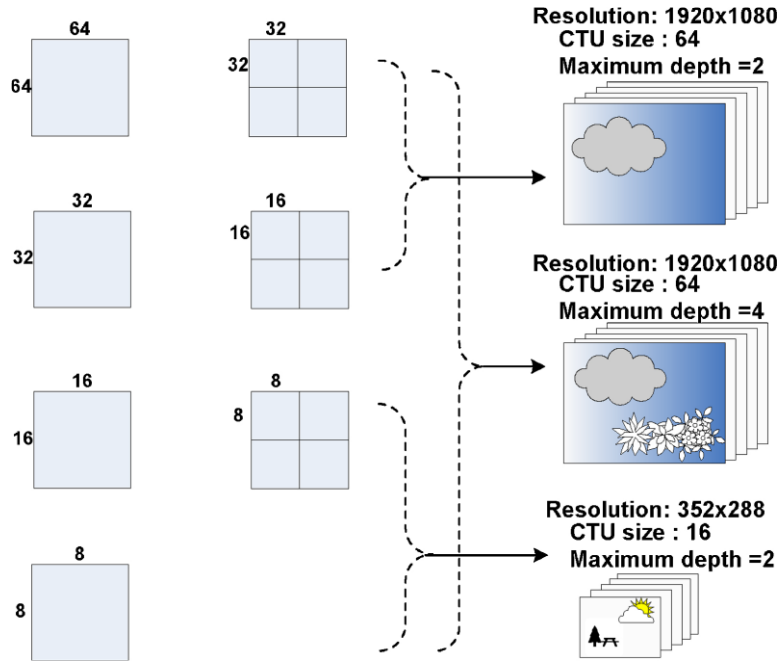 64
64
32
32
Resolution: 1920x1080
CTU size : 64
Maximum depth =2
32
32
16
16
Resolution: 1920x1080
CTU size : 64
Maximum depth =4
16
16
8
8
Resolution: 352x288
CTU size : 16
Maximum depth =2
8
8